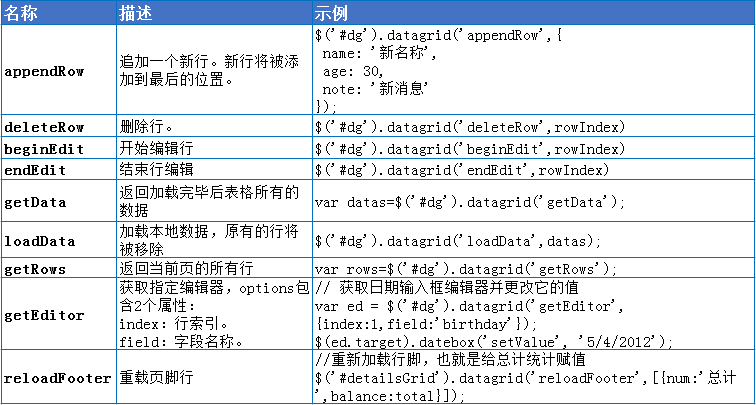 名称 描述 示例
appendRow 追加一个新行。新行将被添加到最后的位置。 $('#dg').datagrid('appendRow',{
name: '新名称',
age: 30,
note: '新消息'
});
deleteRow 删除行。 $('#dg').datagrid('deleteRow',rowIndex)
beginEdit 开始编辑行 $('#dg').datagrid('beginEdit',rowIndex)
endEdit 结束行编辑 $('#dg').datagrid('endEdit',rowIndex)
getData 返回加载完毕后表格所有的数据 var datas=$('#dg').datagrid('getData');
loadData 加载本地数据，原有的行将被移除 $('#dg').datagrid('loadData',datas);
getRows 返回当前页的所有行 var rows=$('#dg').datagrid('getRows');
getEditor
获取指定编辑器，options包
含2个属性：
index：行索引。
field：字段名称。
// 获取日期输入框编辑器并更改它的值
var ed = $('#dg').datagrid('getEditor',
{index:1,field:'birthday'});
$(ed.target).datebox('setValue', '5/4/2012');
reloadFooter 重载页脚行
//重新加载行脚，也就是给总计统计赋值
$('#detailsGrid').datagrid('reloadFooter',[{num:'总计
',balance:total}]);